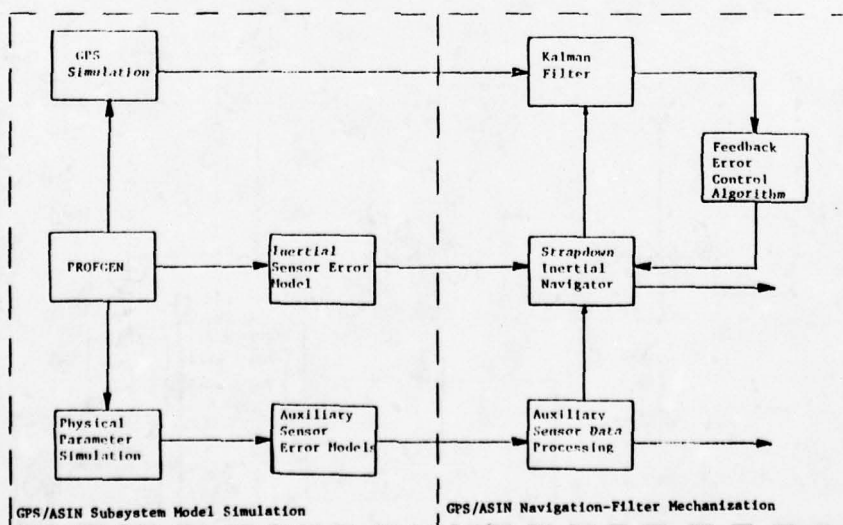 GPS
Simulation
Kalman
Filter
Feedback
Error
Control
Algorithm
PROFGEN
Inertial
Sensor Error
Model
Strapdown
Inertial
Navigator
Physical
Parameter
Simulation
Auxiliary
Sensor
Error Models
Auxiliary
Sensor Data
Processing
GPS/ASIN Subsystem Model Simulation
GPS/ASIN Navigation-Filter Mechanization